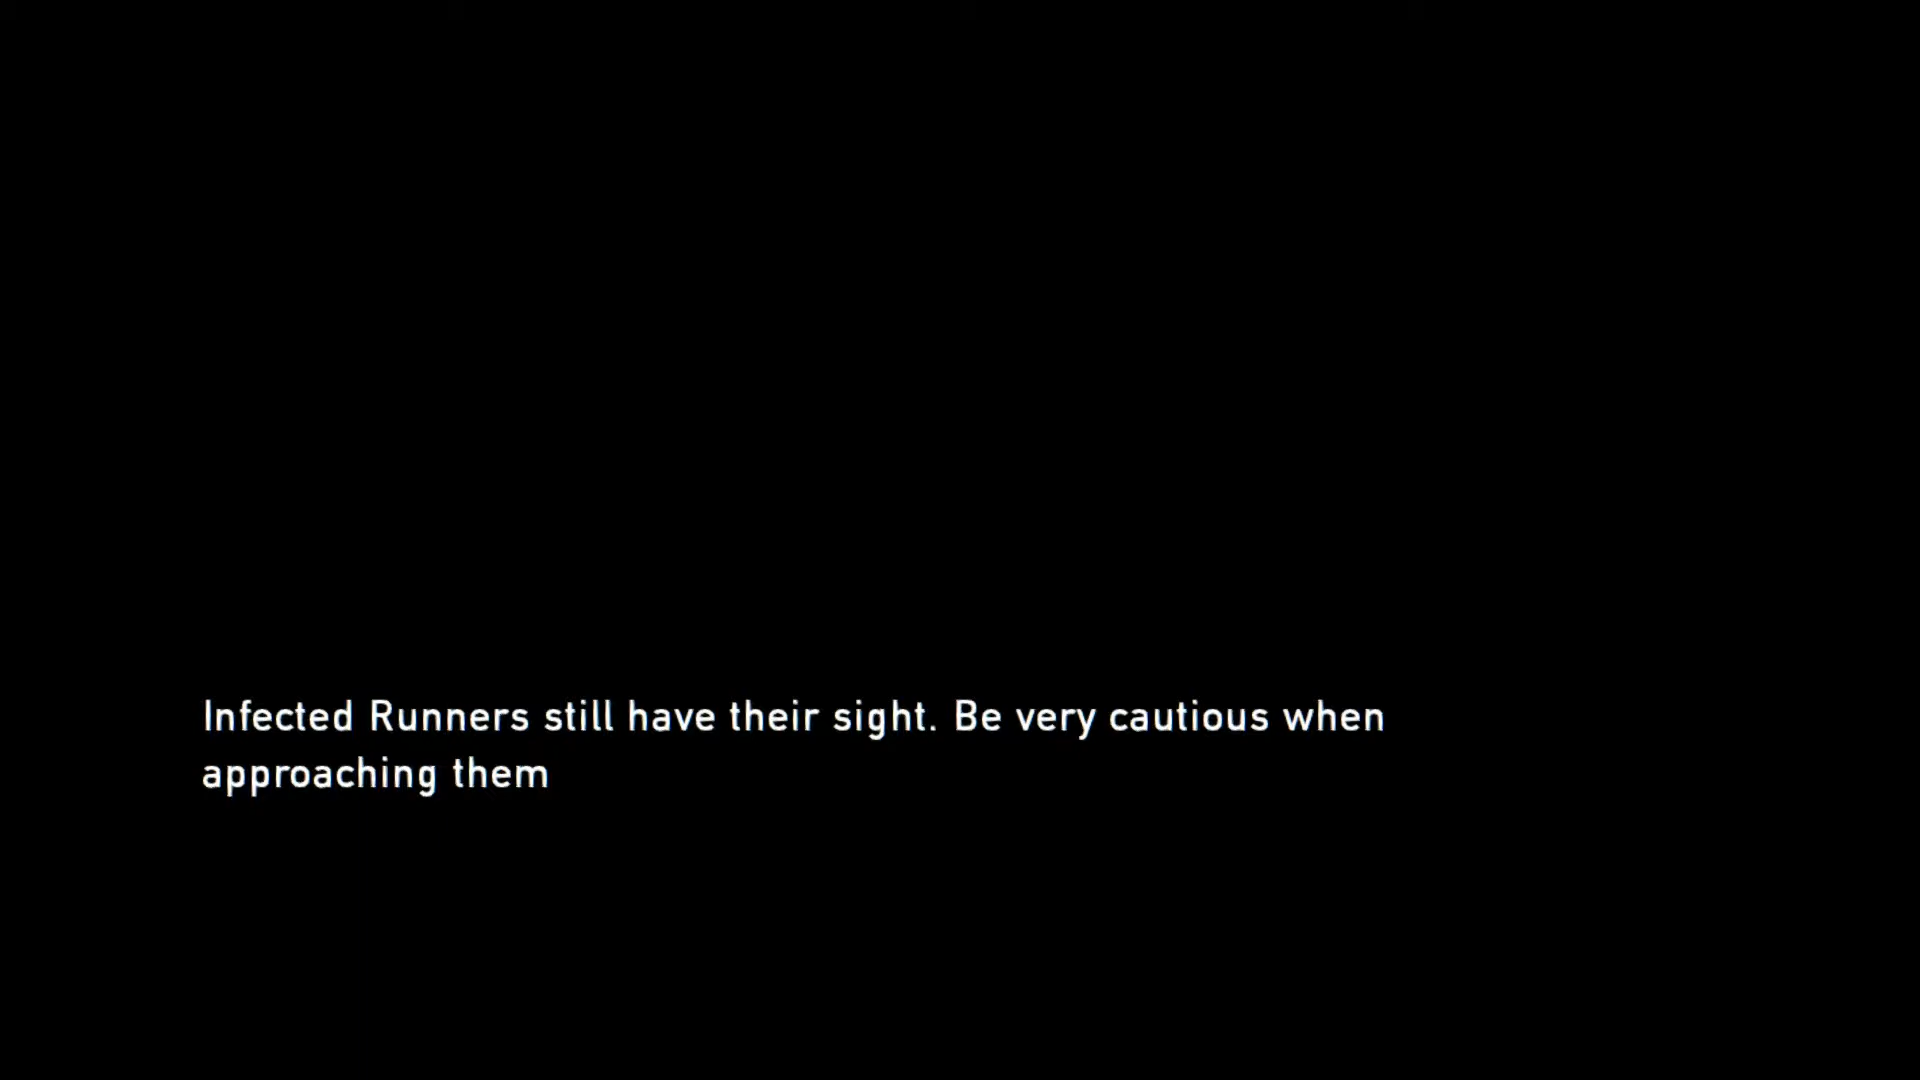 Infected Runners still have their sight. Be very cautious when
approaching them